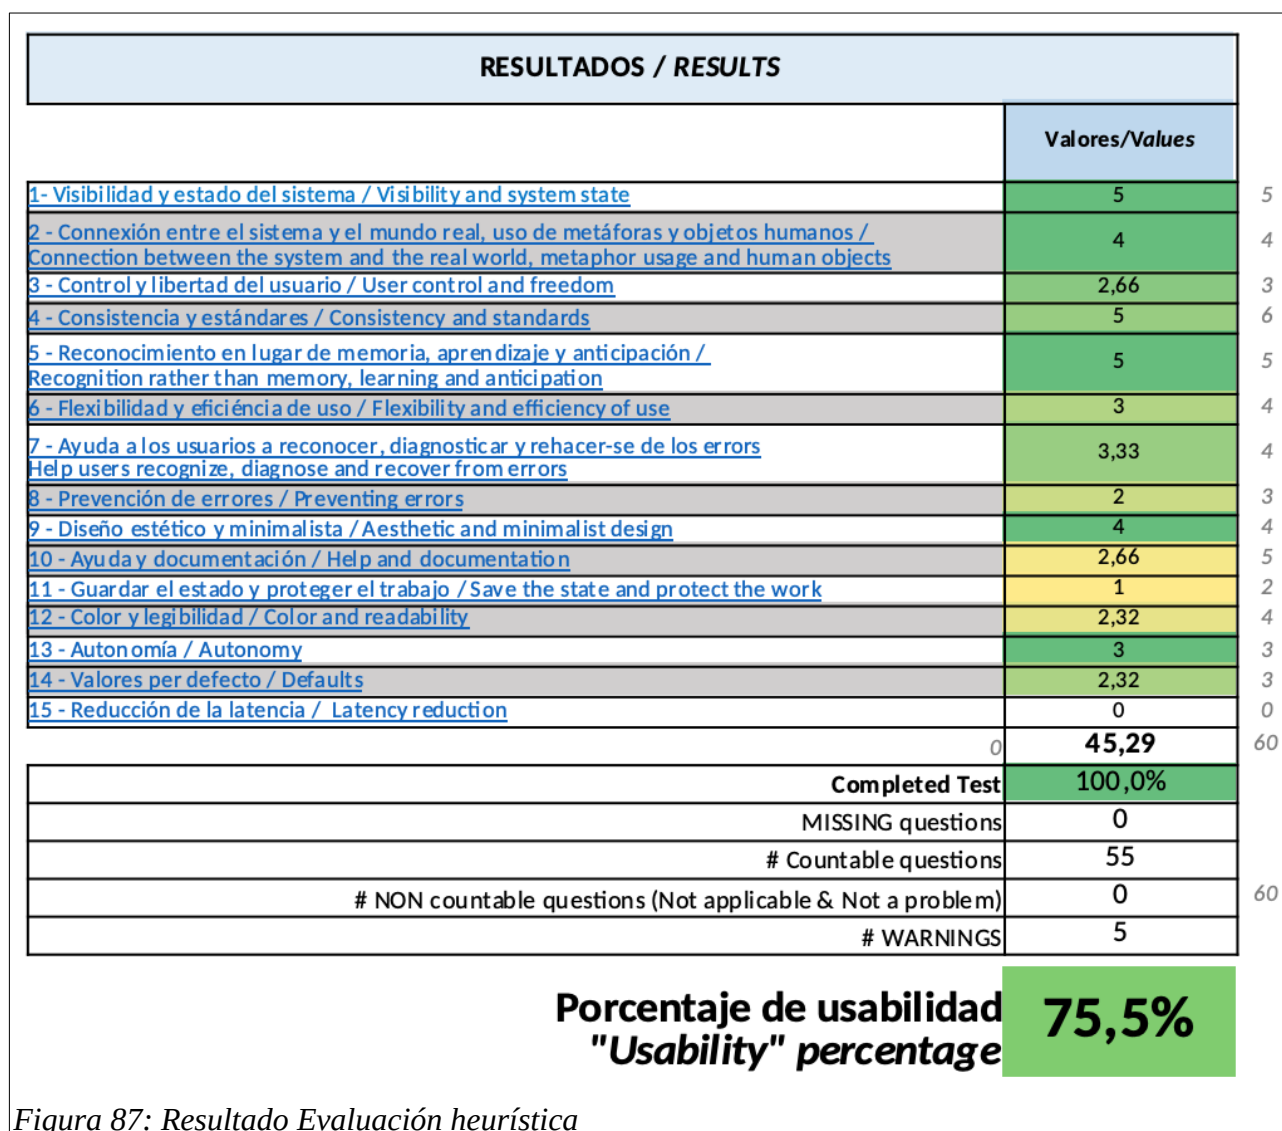 RESULTADOS / RESULTS
Valores/Values
1- Visibilidad y estado del sistema / Visibility and system state 5 5
2 - Connexión entre el sistema y el mundo real, uso de metáforas y objetos humanos /
Connection between the system and the real world, metaphor usage and human objects 4 4
3 - Control y libertad del usuario / User control and freedom 2,66 3
4 - Consistencia y estándares / Consistency and standards 5 6
5 - Reconocimiento en lugar de memoria, aprendizaje y anticipación /
Recognition rather than memory, learning and anticipation 5 5
6 - Flexibilidad y eficiéncia de uso / Flexibility and efficiency of use 3 4
7 - Ayuda a los usuarios a reconocer, diagnosticar y rehacer-se de los errors
Help users recognize, diagnose and recover from errors 3,33 4
8 - Prevención de errores / Preventing errors 2 3
9 - Diseño estético y minimalista / Aesthetic and minimalist design 4 4
10 - Ayuda y documentación / Help and documentation 2,66 5
11 - Guardar el estado y proteger el trabajo / Save the state and protect the work 1 2
12 - Color y legibilidad / Color and readability 2,32 4
13 - Autonomía / Autonomy 3 3
14 - Valores per defecto / Defaults 2,32 3
15 - Reducción de la latencia / Latency reduction 0 0
0 45,29 60
Completed Test 100,0%
MISSING questions 0
# Countable questions 55
# NON countable questions (Not applicable & Not a problem) 0 60
# WARNINGS 5
Porcentaje de usabilidad
"Usability" percentage 75,5%
Figura 87: Resultado Evaluación heurística